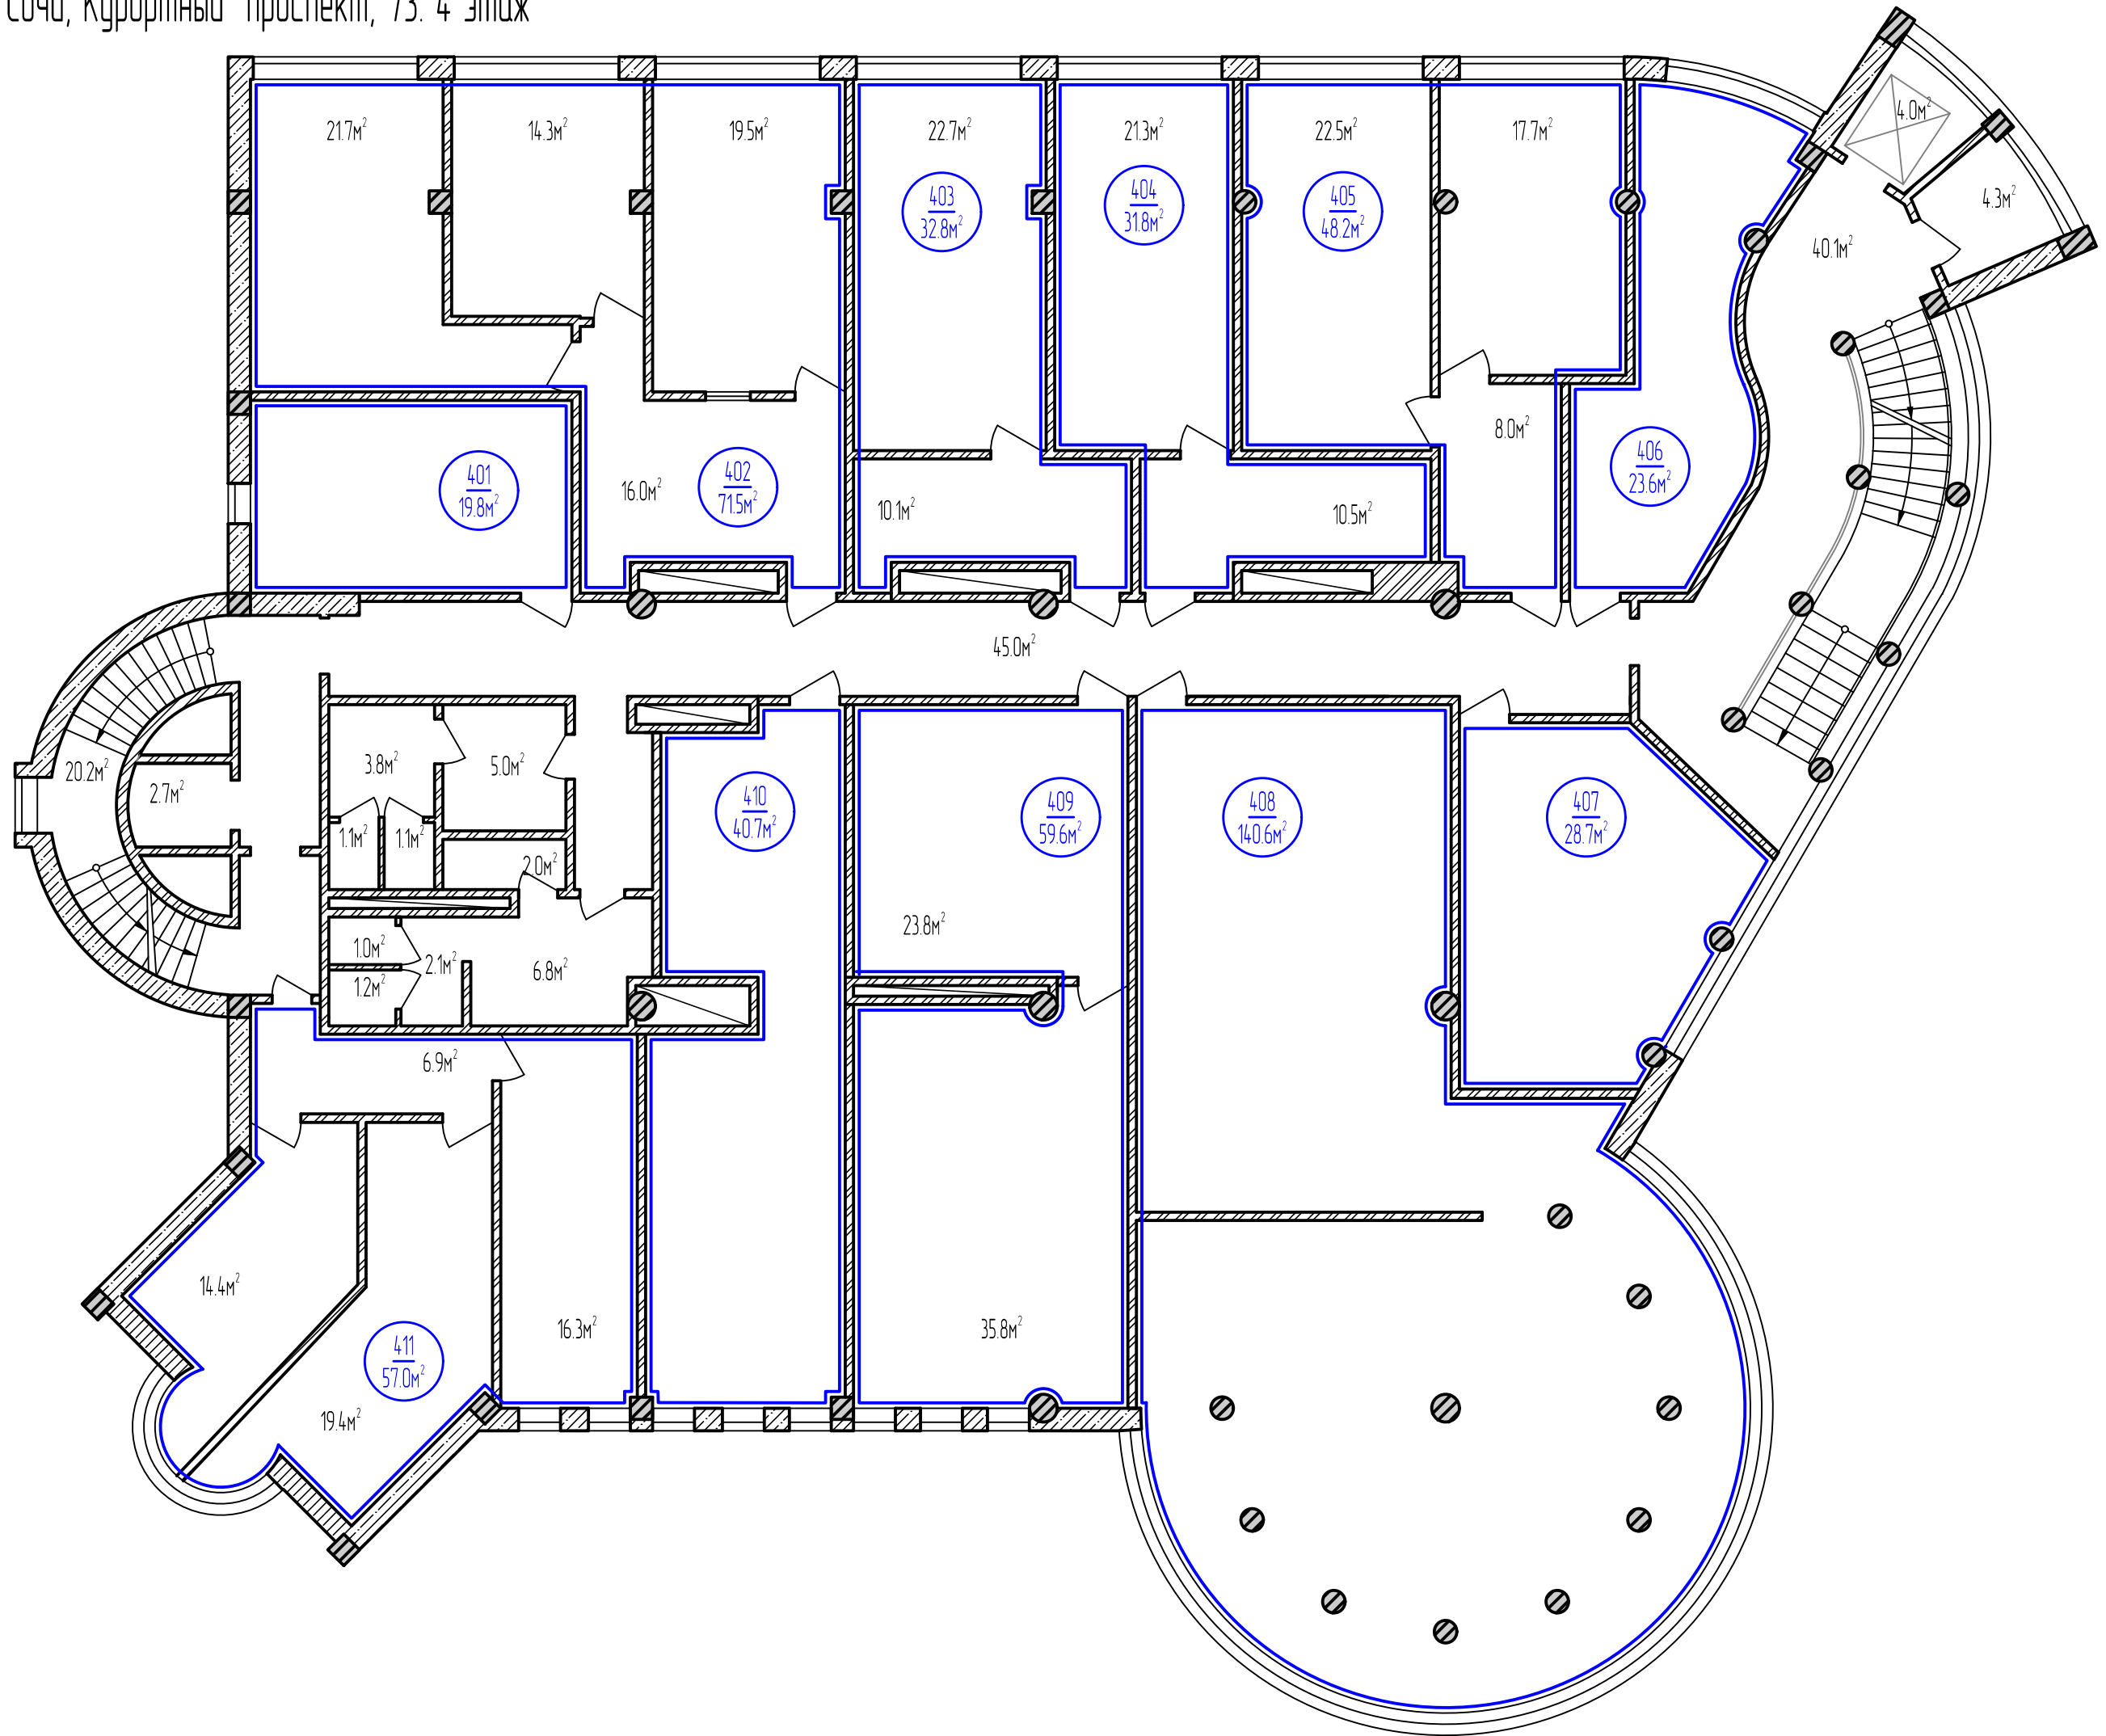 Сочи, Курортный проспект, 73. 4 этаж
4.0м²
21.7м²
14.3м²
19.5м²
22.7м²
21.3м²
22.5м²
17.7м²
4.3м²
403
32.8м²
404
31.8м²
405
48.2м²
40.1м²
8.0м²
406
23.6м²
401
19.8м²
402
71.5м²
16.0м²
10.1м²
10.5м²
45.0м²
20.2м²
2.7м²
3.8м²
5.0м²
1.1м²
1.1м²
2.0м²
410
40.7м²
409
59.6м²
408
140.6м²
407
28.7м²
23.8м²
1.0м²
2.1м²
6.8м²
1.2м²
6.9м²
14.4м²
16.3м²
35.8м²
411
57.0м²
19.4м²